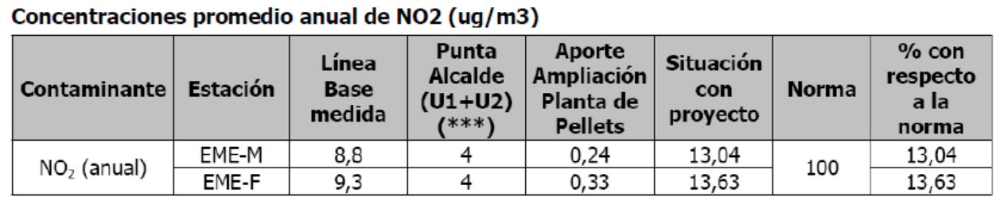 Concentraciones promedio anual de NO2 (ug/m3)
Contaminante Estación Línea Base medida Punta Alcalde (U1+U2) (***) Aporte Ampliación Planta de Pellets Situación con proyecto Norma % con respecto a la norma
NO₂ (anual) EME-M 8,8 4 0,24 13,04 100 13,04
EME-F 9,3 4 0,33 13,63 13,63